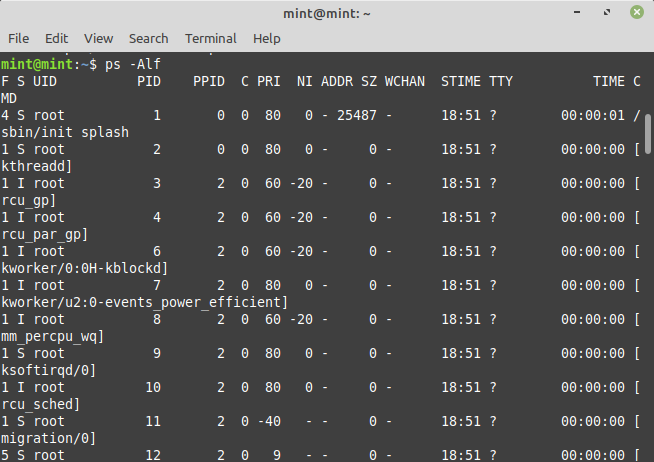 mint@mint: ~
File Edit View Search Terminal Help
mint@mint:~$ ps -Alf
F S UID PID PPID C PRI NI ADDR SZ WCHAN STIME TTY TIME C
MD
4 S root 1 0 0 80 0 - 25487 - 18:51 ? 00:00:01 /
sbin/init splash
1 S root 2 0 0 80 0 - 0 - 18:51 ? 00:00:00 [
kthreadd]
1 I root 3 2 0 60 -20 - 0 - 18:51 ? 00:00:00 [
rcu_gp]
1 I root 4 2 0 60 -20 - 0 - 18:51 ? 00:00:00 [
rcu_par_gp]
1 I root 6 2 0 60 -20 - 0 - 18:51 ? 00:00:00 [
kworker/0:0H-kblockd]
1 I root 7 2 0 80 0 - 0 - 18:51 ? 00:00:00 [
kworker/u2:0-events_power_efficient]
1 I root 8 2 0 60 -20 - 0 - 18:51 ? 00:00:00 [
mm_percpu_wq]
1 S root 9 2 0 80 0 - 0 - 18:51 ? 00:00:00 [
ksoftirqd/0]
1 I root 10 2 0 80 0 - 0 - 18:51 ? 00:00:00 [
rcu_sched]
1 S root 11 2 0 -40 - - 0 - 18:51 ? 00:00:00 [
migration/0]
5 S root 12 2 0 9 - - 0 - 18:51 ? 00:00:00 [